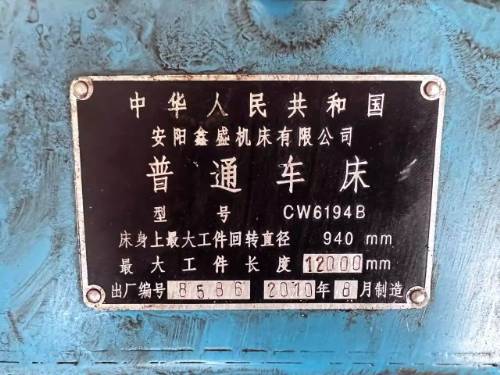 中华人民共和国
安阳鑫盛机床有限公司
普通车床
型号 CW6194B
床身上最大工件回转直径 940 mm
最大工件长度 12000 mm
出厂编号 8586 2010年8月制造